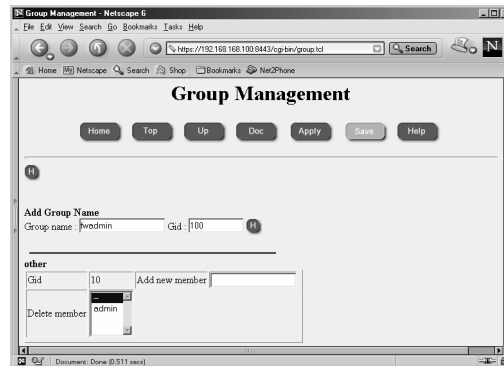 Group Management - Netscape 6
File Edit View Search Go Bookmarks Tasks Help
https://192.168.168.100:8443/cgi-bin/group.tcl Search N
Home My Netscape Search Shop Bookmarks Net2Phone
Group Management
Home Top Up Doc Apply Save Help
H
Add Group Name
Group name : fwadmin Gid : 100 H
other
Gid 10 Add new member
Delete member
--
admin
Document: Done (0.511 secs)